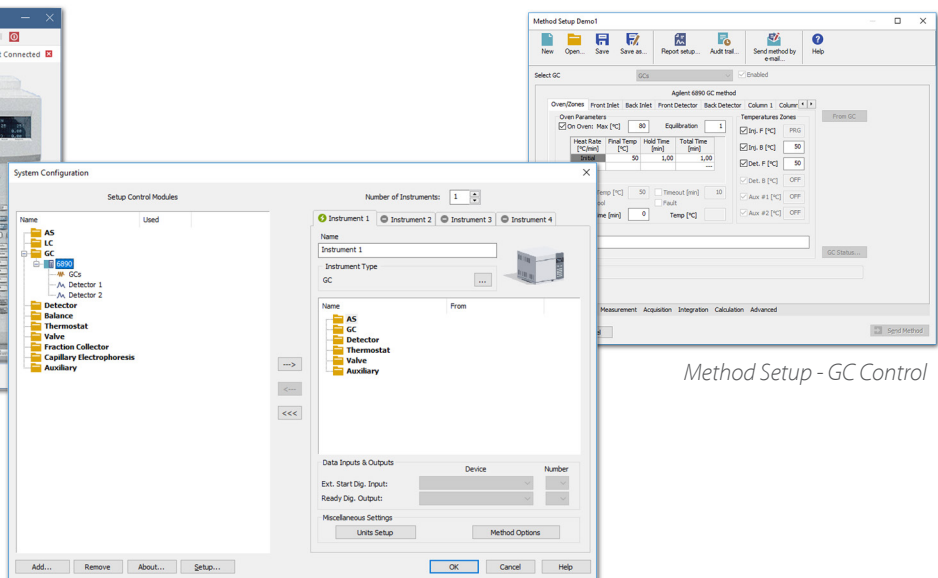 Connected
Method Setup Demo1
New Open... Save Save as... Report setup... Audit trail... Send method by e-mail... Help
Select GC GCs Enabled
Agilent 6890 GC method
Oven/Zones Front Inlet Back Inlet Front Detector Back Detector Column 1 Column
From GC
Oven Parameters Temperatures Zones
On Oven: Max [°C] 80 Equilibration 1
Inj. F [°C] PRG
Heat Rate [°C/min] Final Temp [°C] Hold Time [min] Total Time [min]
Inj. B [°C] 50
Initial 50 1,00 1,00
---
Det. F [°C] 50
Det. B [°C] OFF
Temp [°C] 50 Timeout [min] 10
Aux #1 [°C] OFF
Fault
Aux #2 [°C] OFF
[min] 0 Temp [°C]
GC Status...
Measurement Acquisition Integration Calculation Advanced
Send Method
Method Setup - GC Control
System Configuration
Setup Control Modules
Number of Instruments: 1
Name Used
AS
LC
GC
6890
GCs
Detector 1
Detector 2
Detector
Balance
Thermostat
Valve
Fraction Collector
Capillary Electrophoresis
Auxiliary
--->
<---
<<<
Instrument 1 Instrument 2 Instrument 3 Instrument 4
Name
Instrument 1
Instrument Type
GC ...
Name From
AS
GC
Detector
Thermostat
Valve
Auxiliary
Data Inputs & Outputs
Device Number
Ext. Start Dig. Input:
Ready Dig. Output:
Miscellaneous Settings
Units Setup Method Options
Add... Remove About... Setup... OK Cancel Help